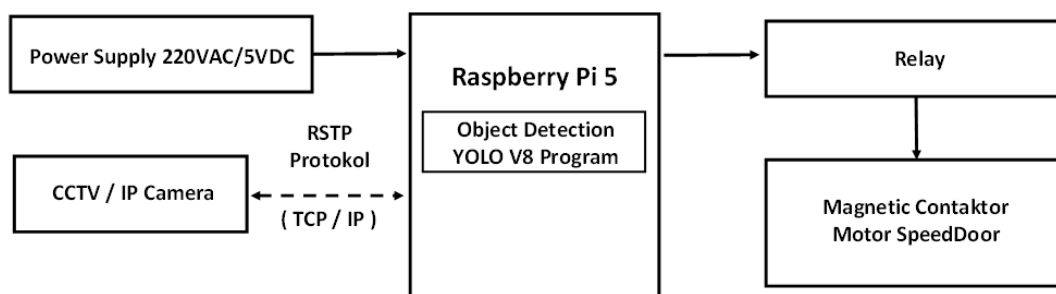 Power Supply 220VAC/5VDC
Raspberry Pi 5
Object Detection
YOLO V8 Program
Relay
RSTP
Protokol
CCTV / IP Camera
( TCP / IP )
Magnetic Contaktor
Motor SpeedDoor